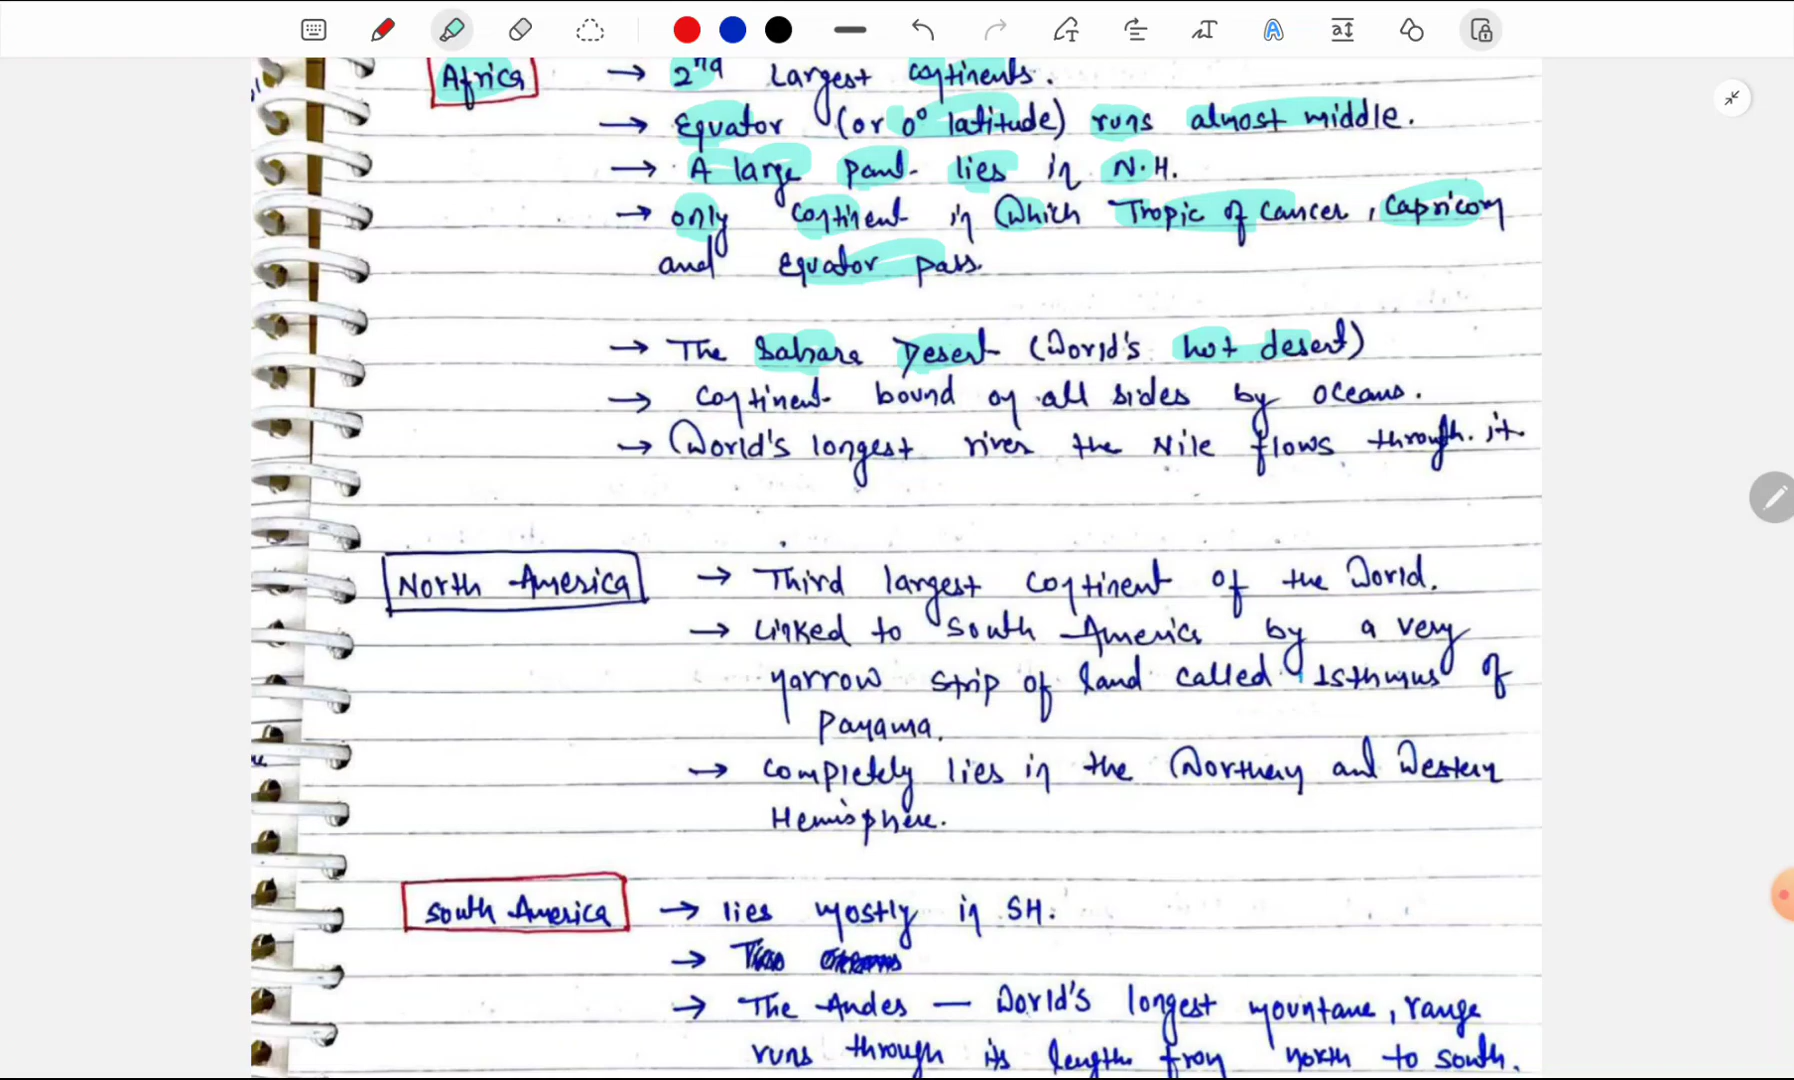 Africa → 2nd Largest continents.
→ Equator (or 0° latitude) runs almost middle.
→ A large part lies in N.H.
→ only continent in which Tropic of Cancer, Capricorn
and Equator pass.
→ The Sahara Desert (World's hot desert)
→ Continent bound on all sides by oceans.
→ World's longest river the Nile flows through it
North America → Third largest continent of the World.
→ Linked to South America by a very
narrow strip of land called Isthmus of
Panama.
→ Completely lies in the Northern and Western
Hemisphere.
South America → lies mostly in SH.
→
→ The Andes — World's longest mountane, range
runs through its lengths from north to south.